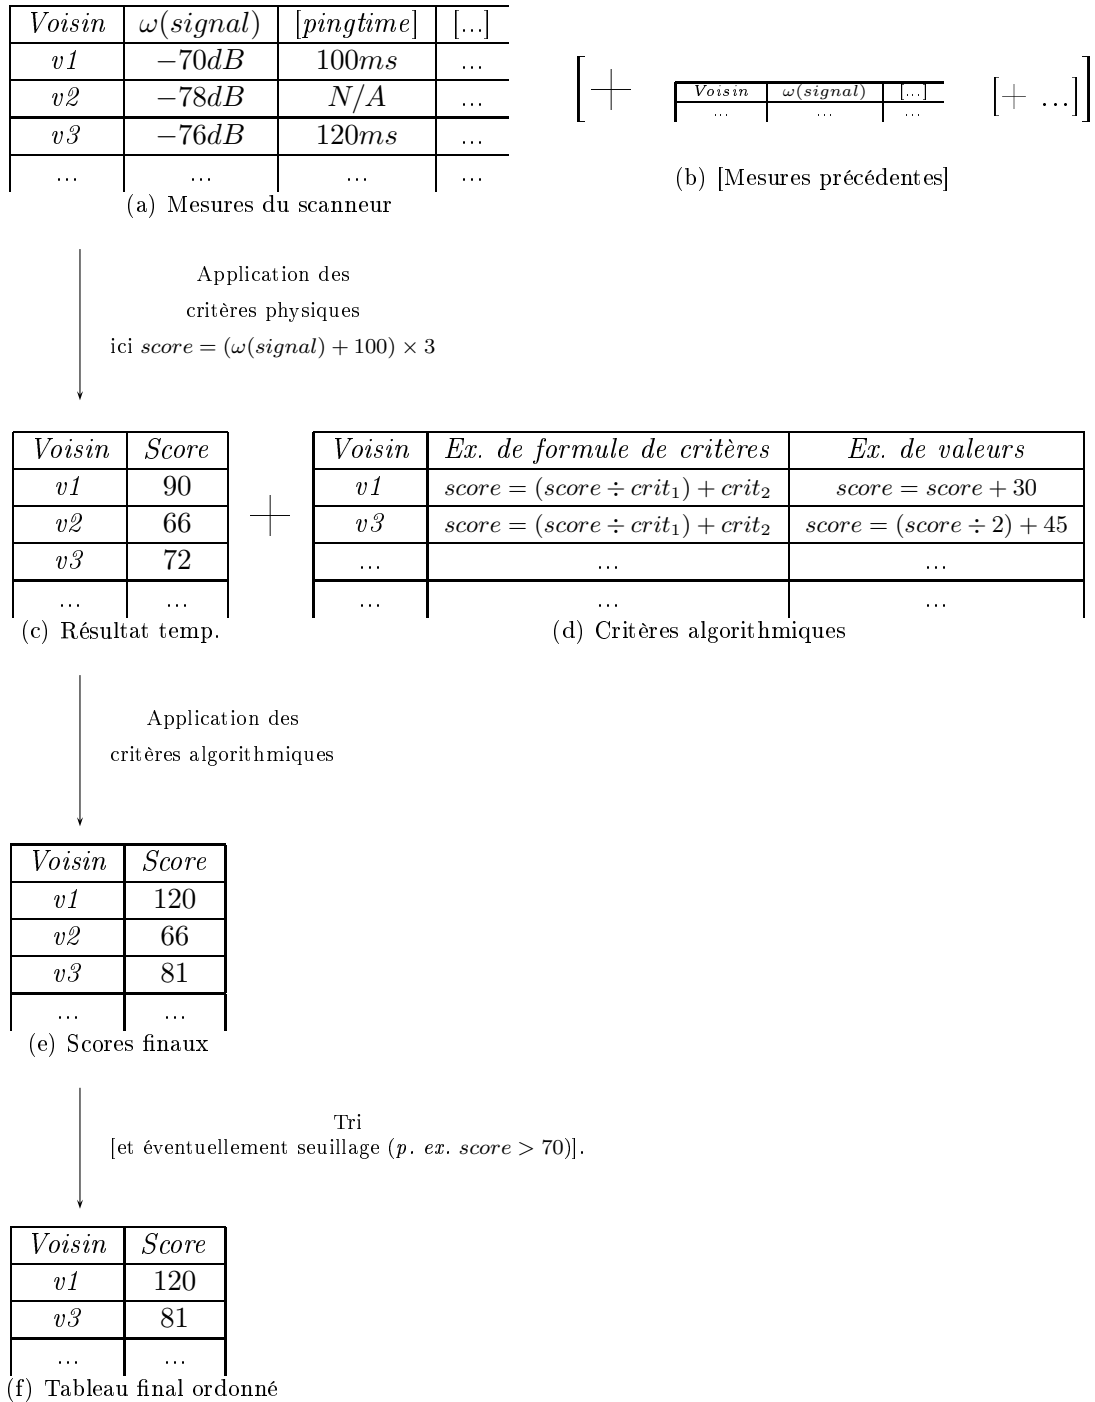 Voisin ω(signal) [pingtime] [...]
v1 −70dB 100ms ...
v2 −78dB N/A ...
v3 −76dB 120ms ...
... ... ... ...
(a) Mesures du scanneur
[ + Voisin ω(signal) [...] [+ ...] ]
... ... ...
(b) [Mesures précédentes]
Application des
critères physiques
ici score = (ω(signal) + 100) × 3
Voisin Score
v1 90
v2 66
v3 72
... ...
(c) Résultat temp.
+
Voisin Ex. de formule de critères Ex. de valeurs
v1 score = (score ÷ crit₁) + crit₂ score = score + 30
v3 score = (score ÷ crit₁) + crit₂ score = (score ÷ 2) + 45
... ... ...
... ... ...
(d) Critères algorithmiques
Application des
critères algorithmiques
Voisin Score
v1 120
v2 66
v3 81
... ...
(e) Scores finaux
Tri
[et éventuellement seuillage (p. ex. score > 70)].
Voisin Score
v1 120
v3 81
... ...
(f) Tableau final ordonné